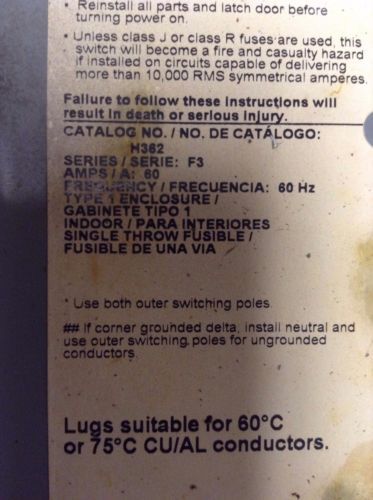 • Reinstall all parts and latch door before
turning power on.
• Unless class J or class R fuses are used, this
switch will become a fire and casualty hazard
if installed on circuits capable of delivering
more than 10,000 RMS symmetrical amperes.
Failure to follow these instructions will
result in death or serious injury.
CATALOG NO. / NO. DE CATÁLOGO:
H362
SERIES / SERIE: F3
AMPS / A: 60
FREQUENCY / FRECUENCIA: 60 Hz
TYPE 1 ENCLOSURE /
GABINETE TIPO 1
INDOOR / PARA INTERIORES
SINGLE THROW FUSIBLE /
FUSIBLE DE UNA VIA
* Use both outer switching poles.
## If corner grounded delta, install neutral and
use outer switching poles for ungrounded
conductors.
Lugs suitable for 60°C
or 75°C CU/AL conductors.